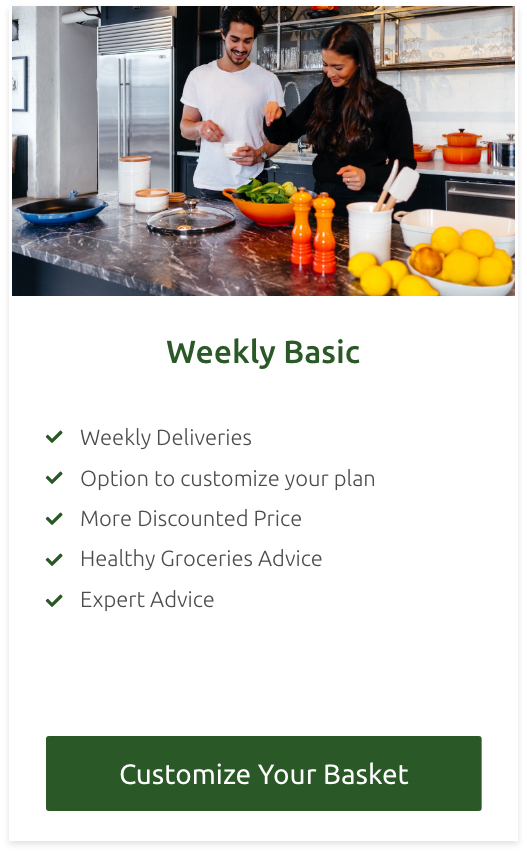 Weekly Basic
Weekly Deliveries
Option to customize your plan
More Discounted Price
Healthy Groceries Advice
Expert Advice
Customize Your Basket